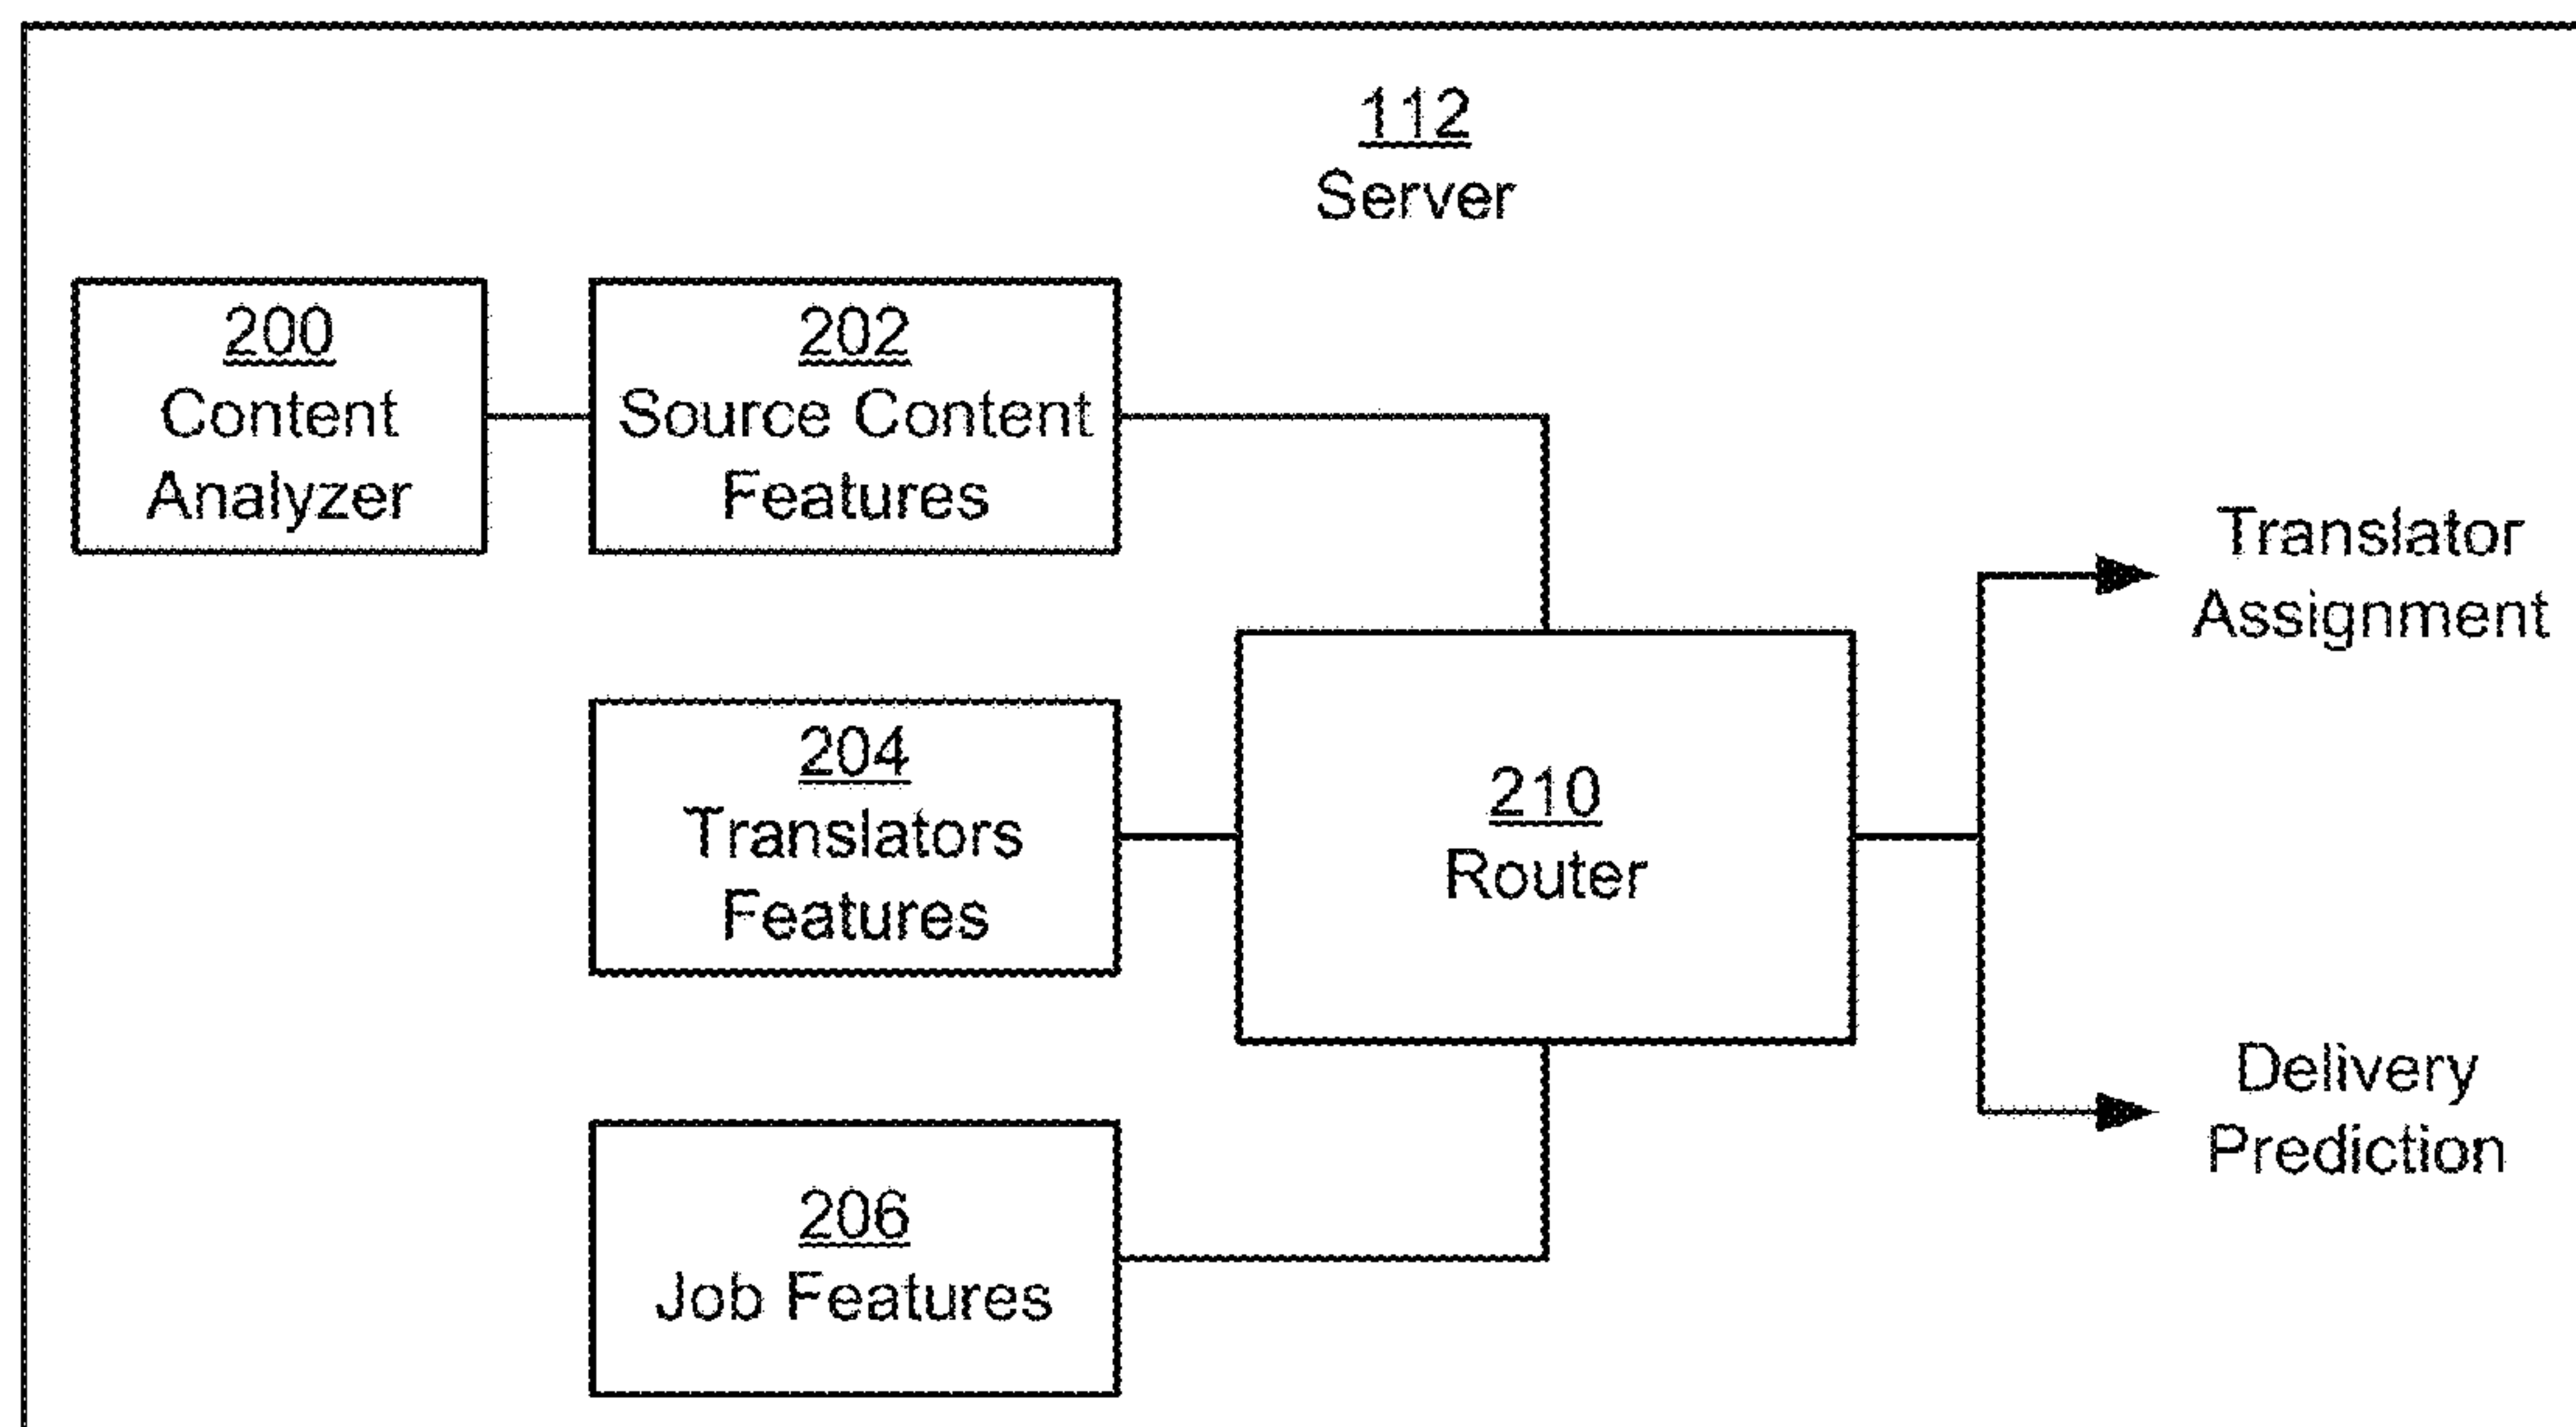 112
Server
200
Content
Analyzer
202
Source Content
Features
204
Translators
Features
206
Job Features
210
Router
Translator
Assignment
Delivery
Prediction